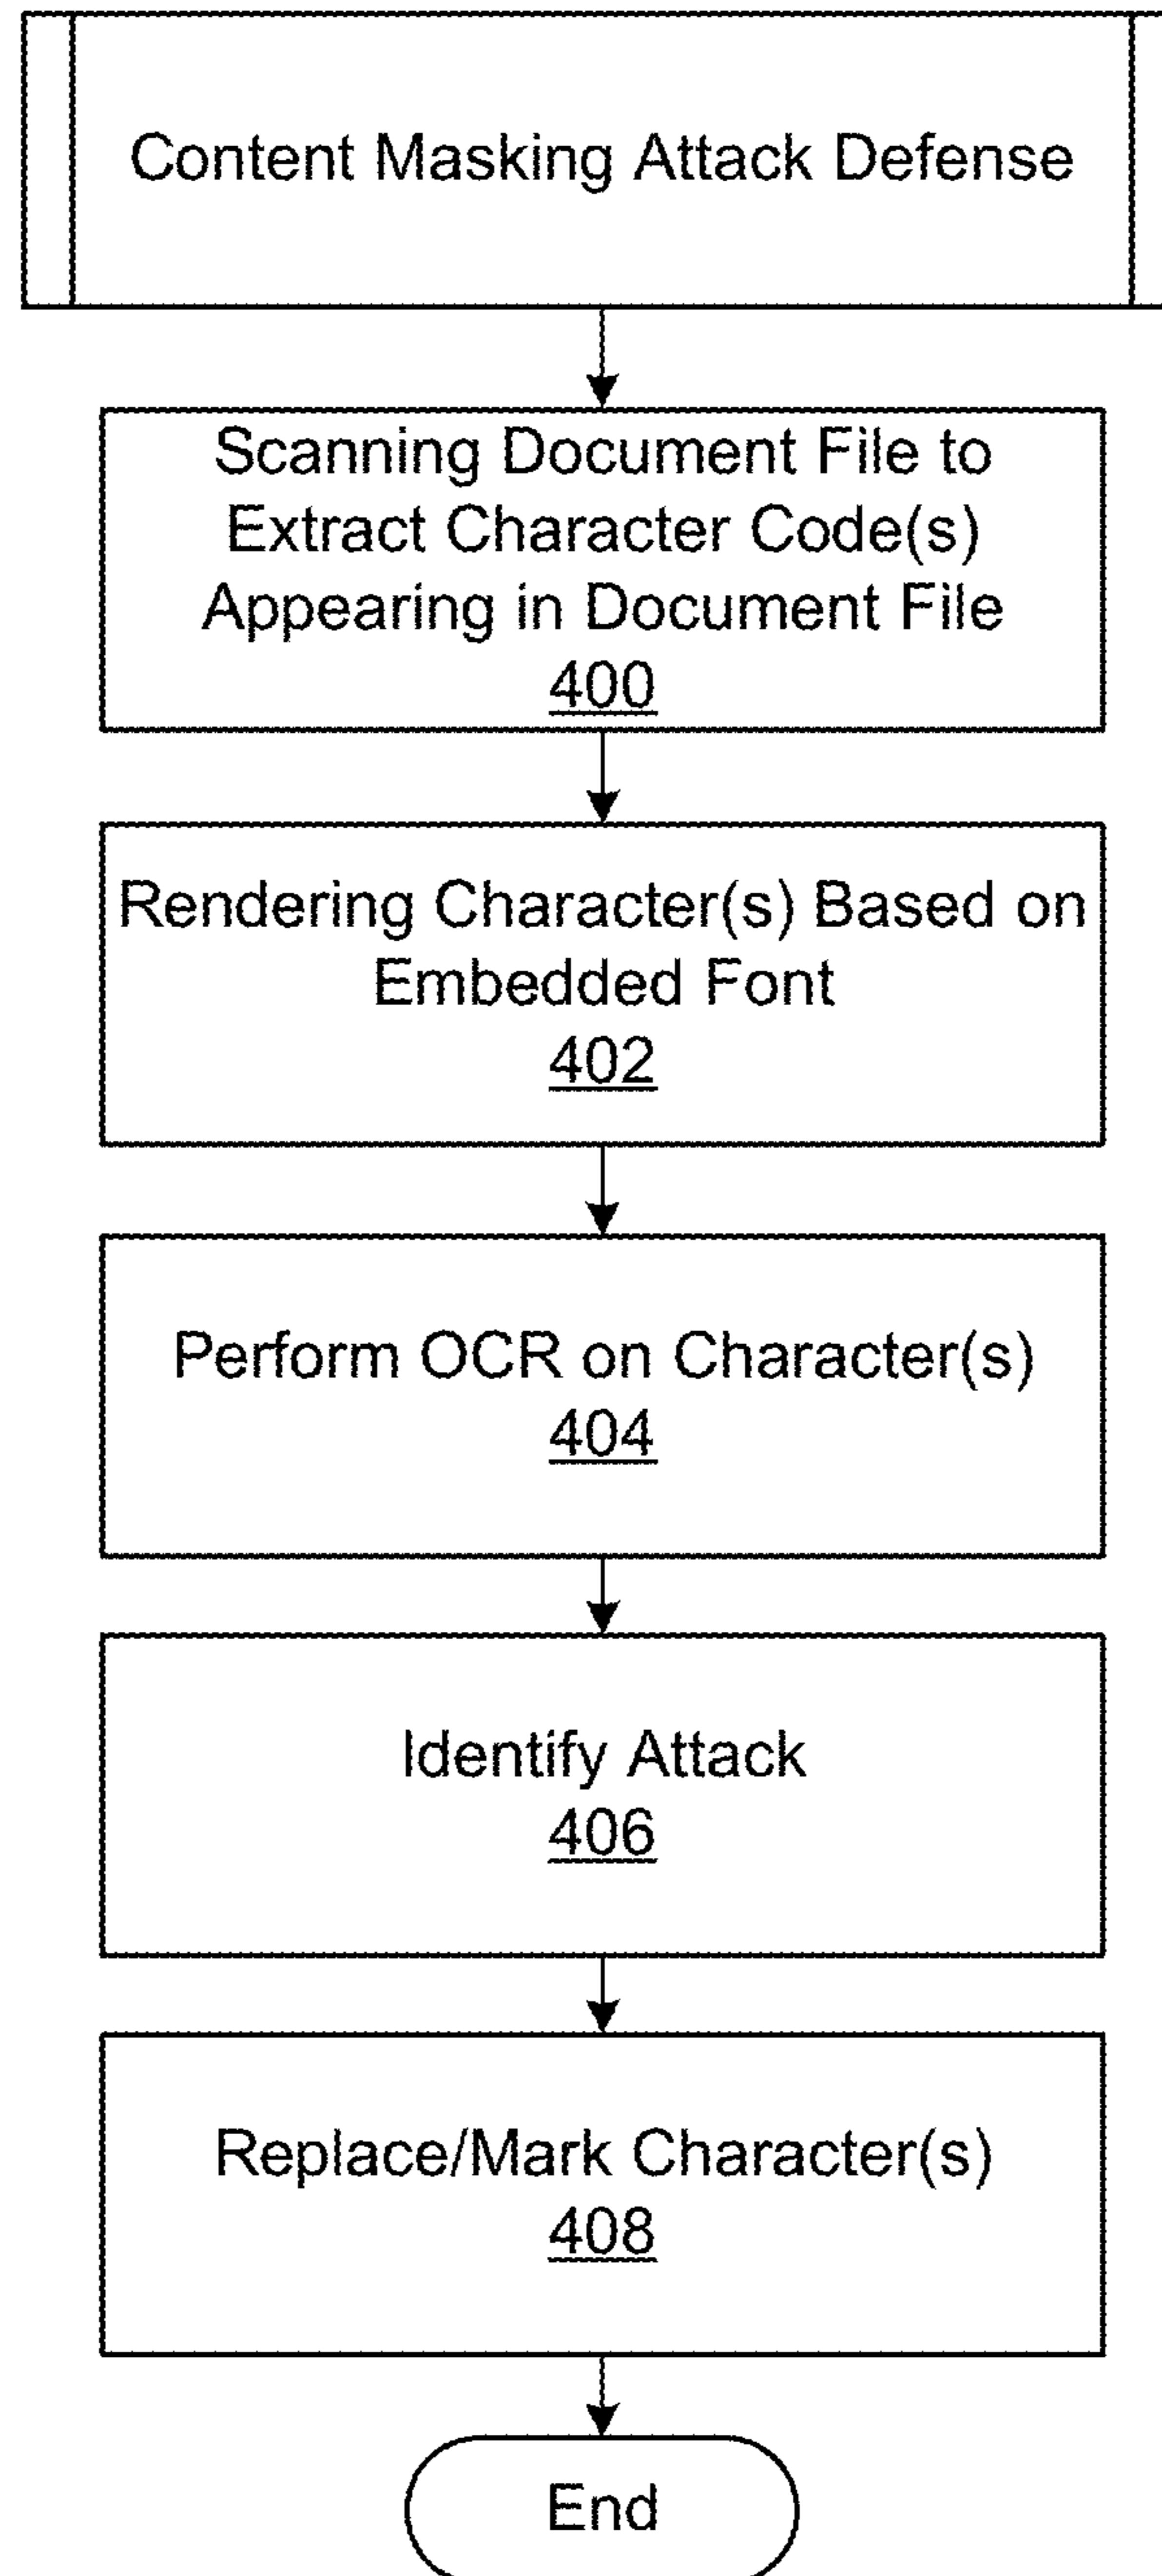 Content Masking Attack Defense
Scanning Document File to
Extract Character Code(s)
Appearing in Document File
400
Rendering Character(s) Based on
Embedded Font
402
Perform OCR on Character(s)
404
Identify Attack
406
Replace/Mark Character(s)
408
End